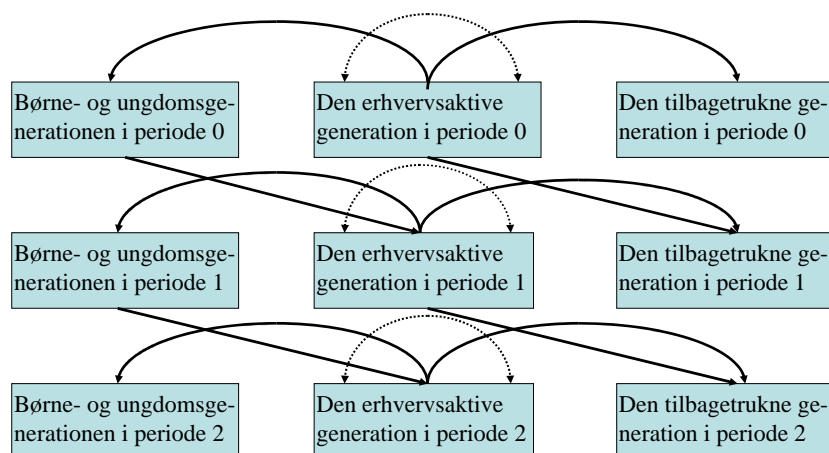 Børne- og ungdomsge-
nerationen i periode 0
Den erhvervsaktive
generation i periode 0
Den tilbagetrukne ge-
neration i periode 0
Børne- og ungdomsge-
nerationen i periode 1
Den erhvervsaktive
generation i periode 1
Den tilbagetrukne ge-
neration i periode 1
Børne- og ungdomsge-
nerationen i periode 2
Den erhvervsaktive
generation i periode 2
Den tilbagetrukne ge-
neration i periode 2